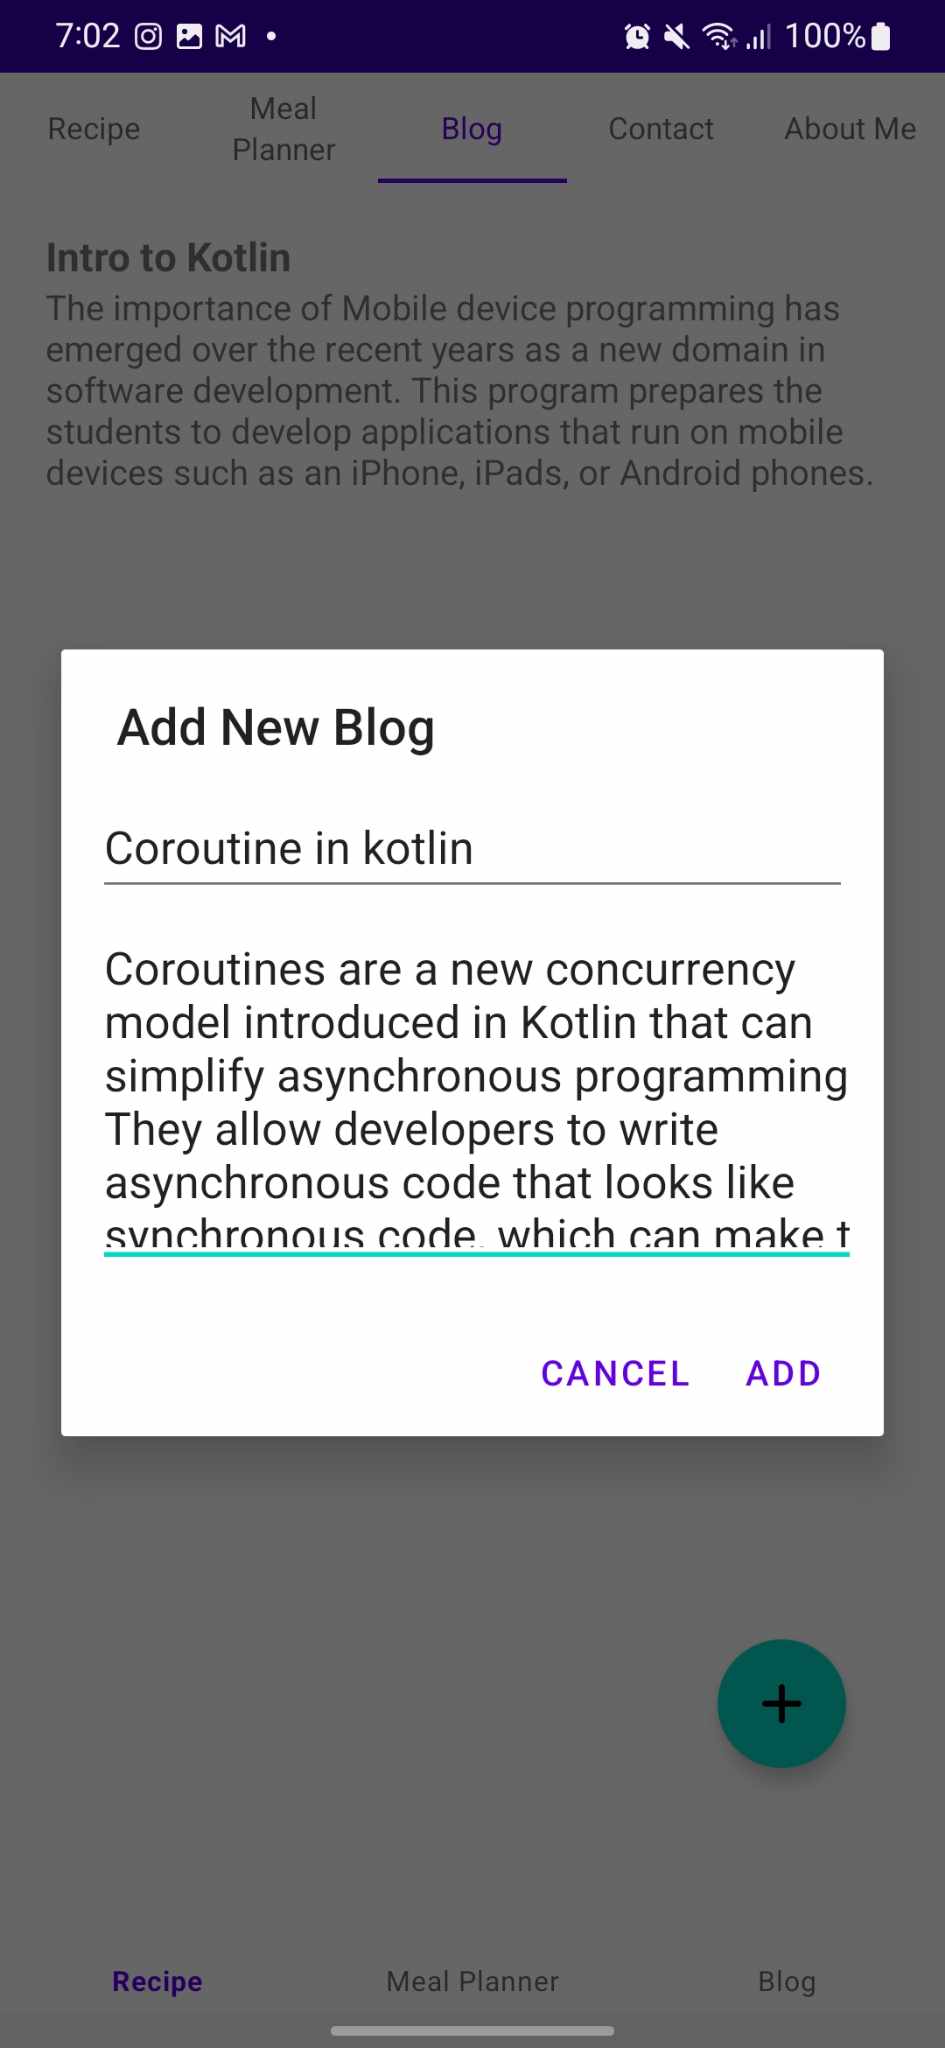 7:02
100%
Recipe
Meal
Planner
Blog
Contact
About Me
Intro to Kotlin
The importance of Mobile device programming has
emerged over the recent years as a new domain in
software development. This program prepares the
students to develop applications that run on mobile
devices such as an iPhone, iPads, or Android phones.
Add New Blog
Coroutine in kotlin
Coroutines are a new concurrency
model introduced in Kotlin that can
simplify asynchronous programming
They allow developers to write
asynchronous code that looks like
synchronous code, which can make t
CANCEL
ADD
Recipe
Meal Planner
Blog